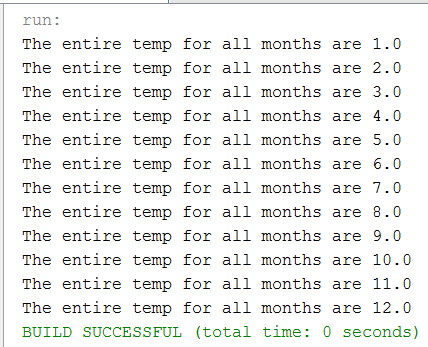 run:
The entire temp for all months are 1.0
The entire temp for all months are 2.0
The entire temp for all months are 3.0
The entire temp for all months are 4.0
The entire temp for all months are 5.0
The entire temp for all months are 6.0
The entire temp for all months are 7.0
The entire temp for all months are 8.0
The entire temp for all months are 9.0
The entire temp for all months are 10.0
The entire temp for all months are 11.0
The entire temp for all months are 12.0
BUILD SUCCESSFUL (total time: 0 seconds)